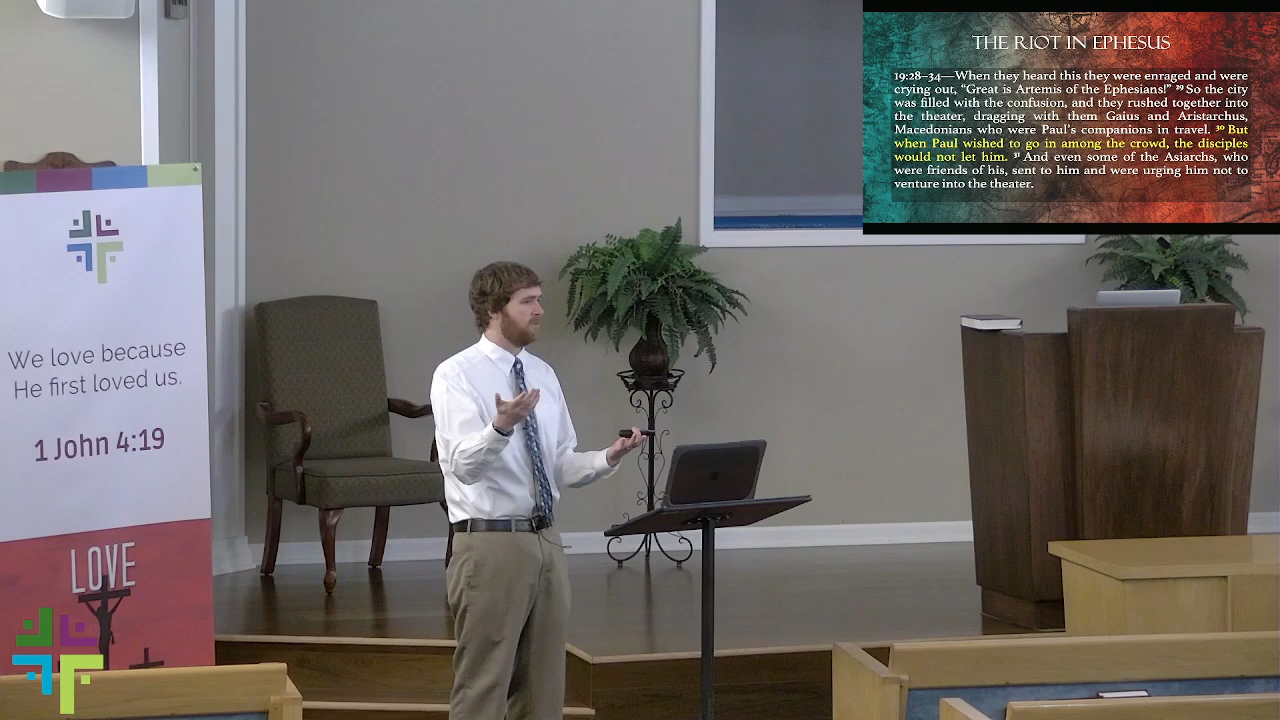 THE RIOT IN EPHESUS
19:28–34—When they heard this they were enraged and were
crying out, “Great is Artemis of the Ephesians!” 29 So the city
was filled with the confusion, and they rushed together into
the theater, dragging with them Gaius and Aristarchus,
Macedonians who were Paul's companions in travel. 30 But
when Paul wished to go in among the crowd, the disciples
would not let him. 31 And even some of the Asiarchs, who
were friends of his, sent to him and were urging him not to
venture into the theater.
We love because
He first loved us.
1 John 4:19
LOVE